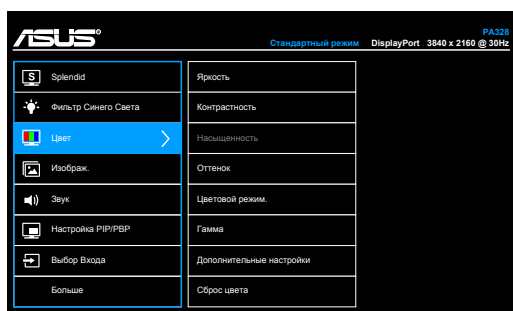 ASUS
PA328
Стандартный режим DisplayPort 3840 x 2160 @ 30Hz
S Splendid
Фильтр Синего Света
Цвет
Изображ.
Звук
Настройка PIP/PBP
Выбор Входа
Больше
Яркость
Контрастность
Насыщенность
Оттенок
Цветовой режим.
Гамма
Дополнительные настройки
Сброс цвета